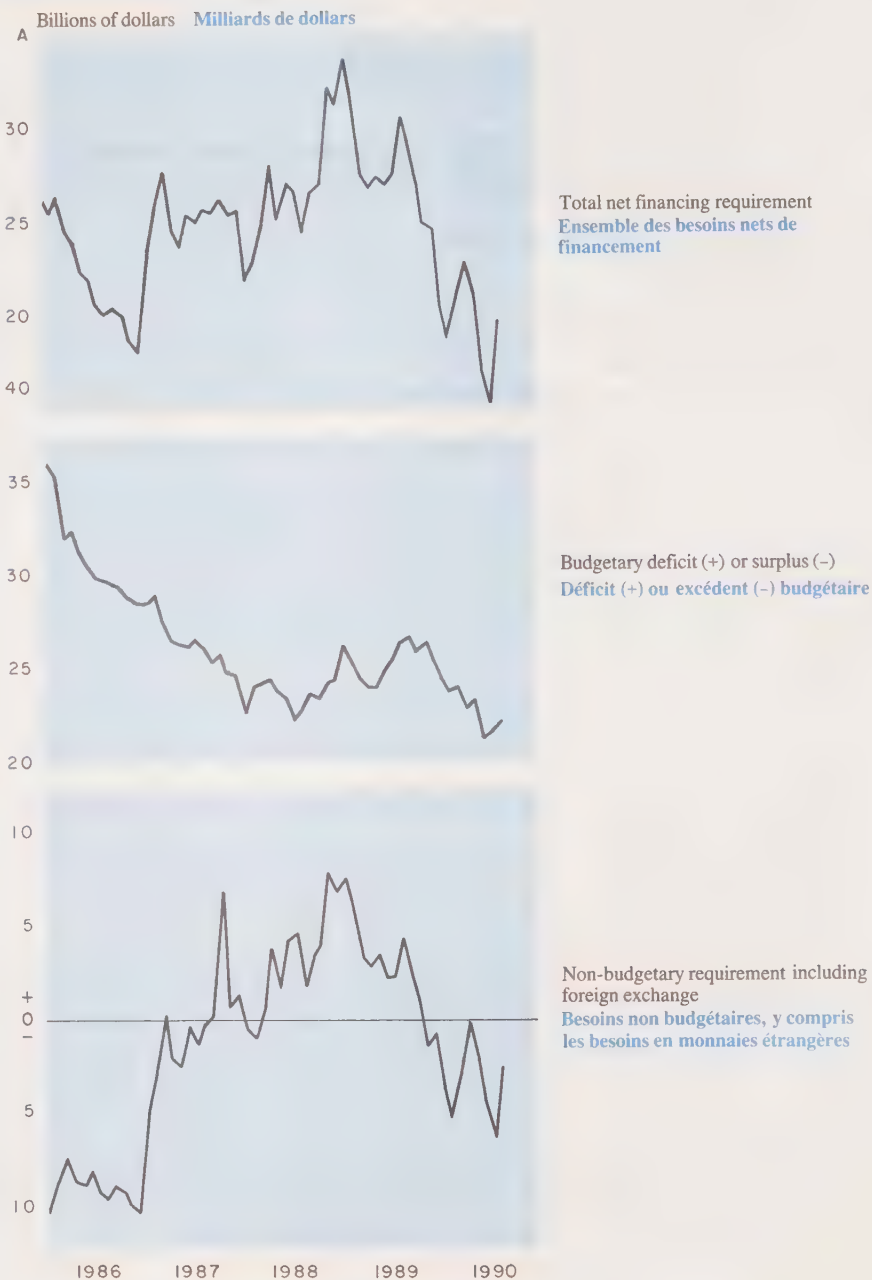 Billions of dollars Milliards de dollars
A
30
25
20
40
Total net financing requirement
Ensemble des besoins nets de
financement
35
30
25
20
Budgetary deficit (+) or surplus (–)
Déficit (+) ou excédent (–) budgétaire
10
5
+
0
–
5
10
Non-budgetary requirement including
foreign exchange
Besoins non budgétaires, y compris
les besoins en monnaies étrangères
1986 1987 1988 1989 1990